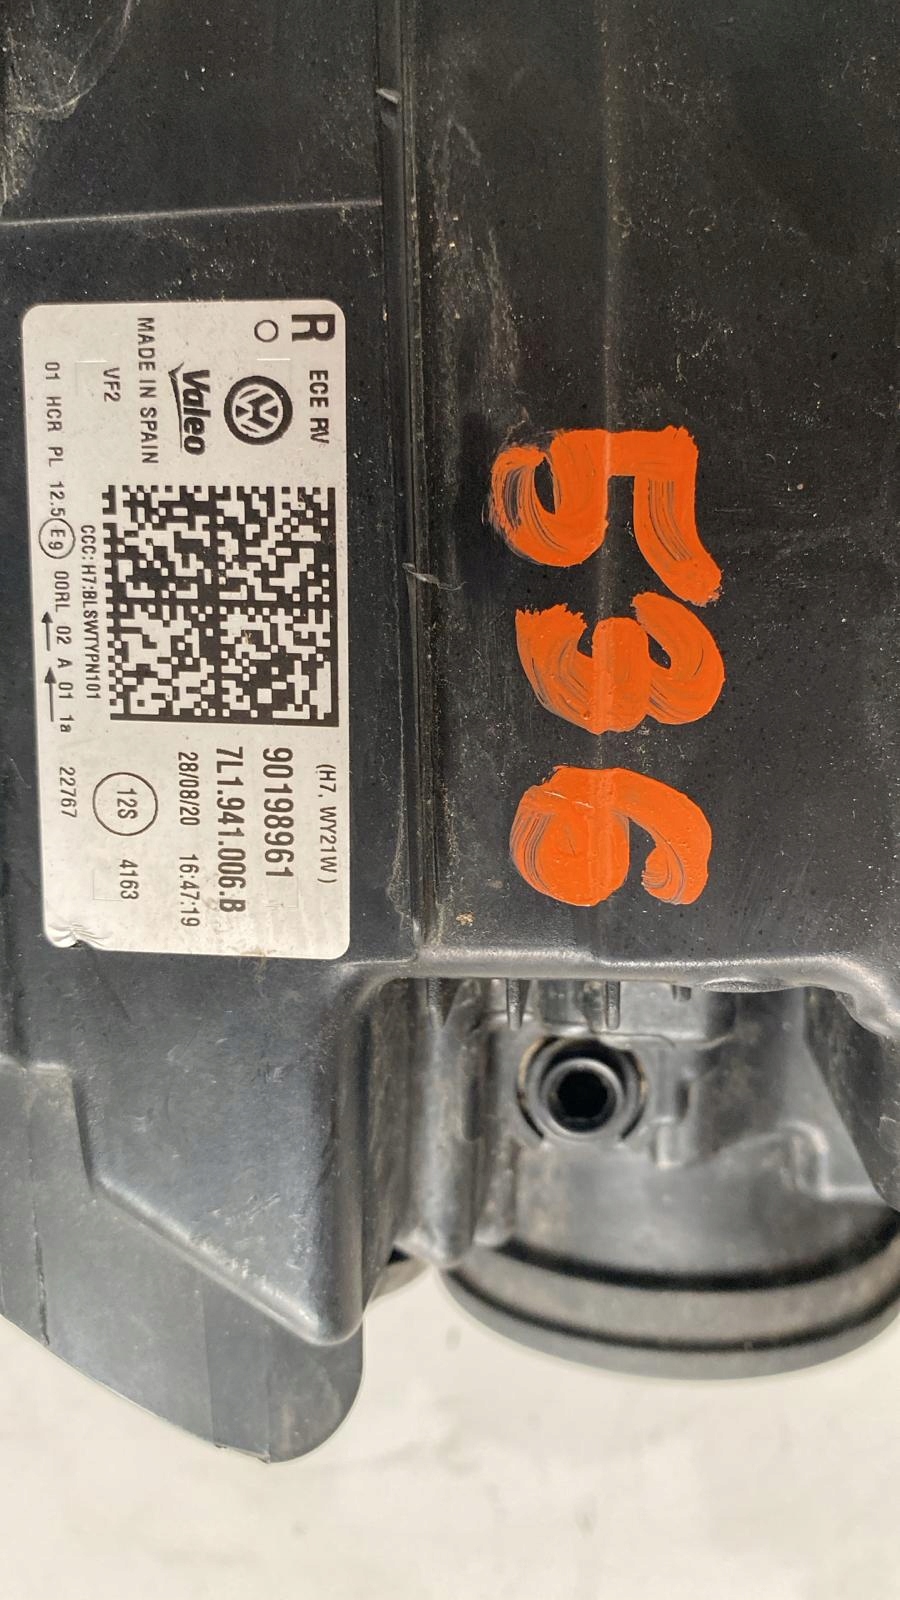 R ECE RV (H7, WY21W)
90198961
7L1.941.006.B
Valeo
28/08/20 16:47:19
MADE IN SPAIN
VF2
12S 4163
CCC:H7:BLSWTYPN101
01 HCR PL 12.5 E9 00RL 02 A 01 1a 22767
536